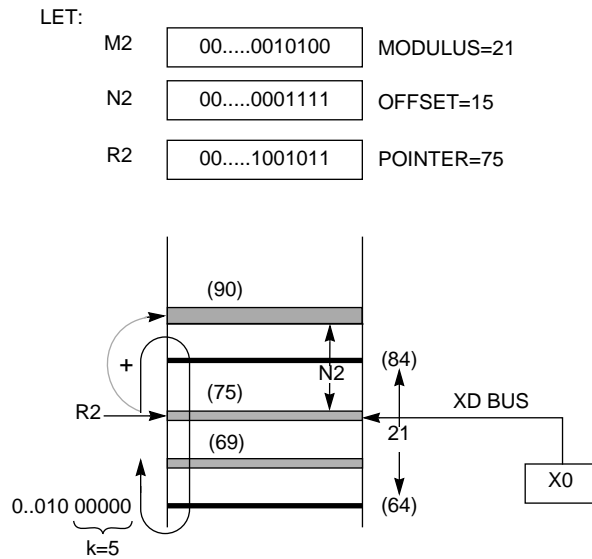 LET:
M2 00.....0010100 MODULUS=21
N2 00.....0001111 OFFSET=15
R2 00.....1001011 POINTER=75
(90)
+
(84)
N2
(75)
XD BUS
R2
21
(69)
X0
0..010 00000
(64)
k=5